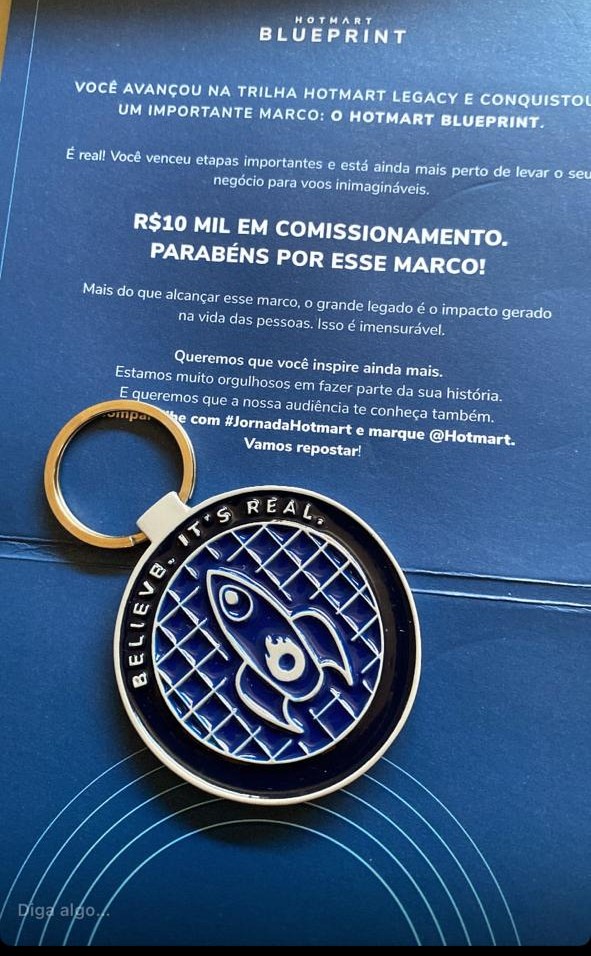 HOTMART
BLUEPRINT
VOCÊ AVANÇOU NA TRILHA HOTMART LEGACY E CONQUISTOU
UM IMPORTANTE MARCO: O HOTMART BLUEPRINT.
É real! Você venceu etapas importantes e está ainda mais perto de levar o seu
negócio para voos inimagináveis.
R$10 MIL EM COMISSIONAMENTO.
PARABÉNS POR ESSE MARCO!
Mais do que alcançar esse marco, o grande legado é o impacto gerado
na vida das pessoas. Isso é imensurável.
Queremos que você inspire ainda mais.
Estamos muito orgulhosos em fazer parte da sua história.
E queremos que a nossa audiência te conheça também.
com #JornadaHotmart e marque @Hotmart.
Vamos repostar!
BELIEVE. IT'S REAL.
Diga algo...